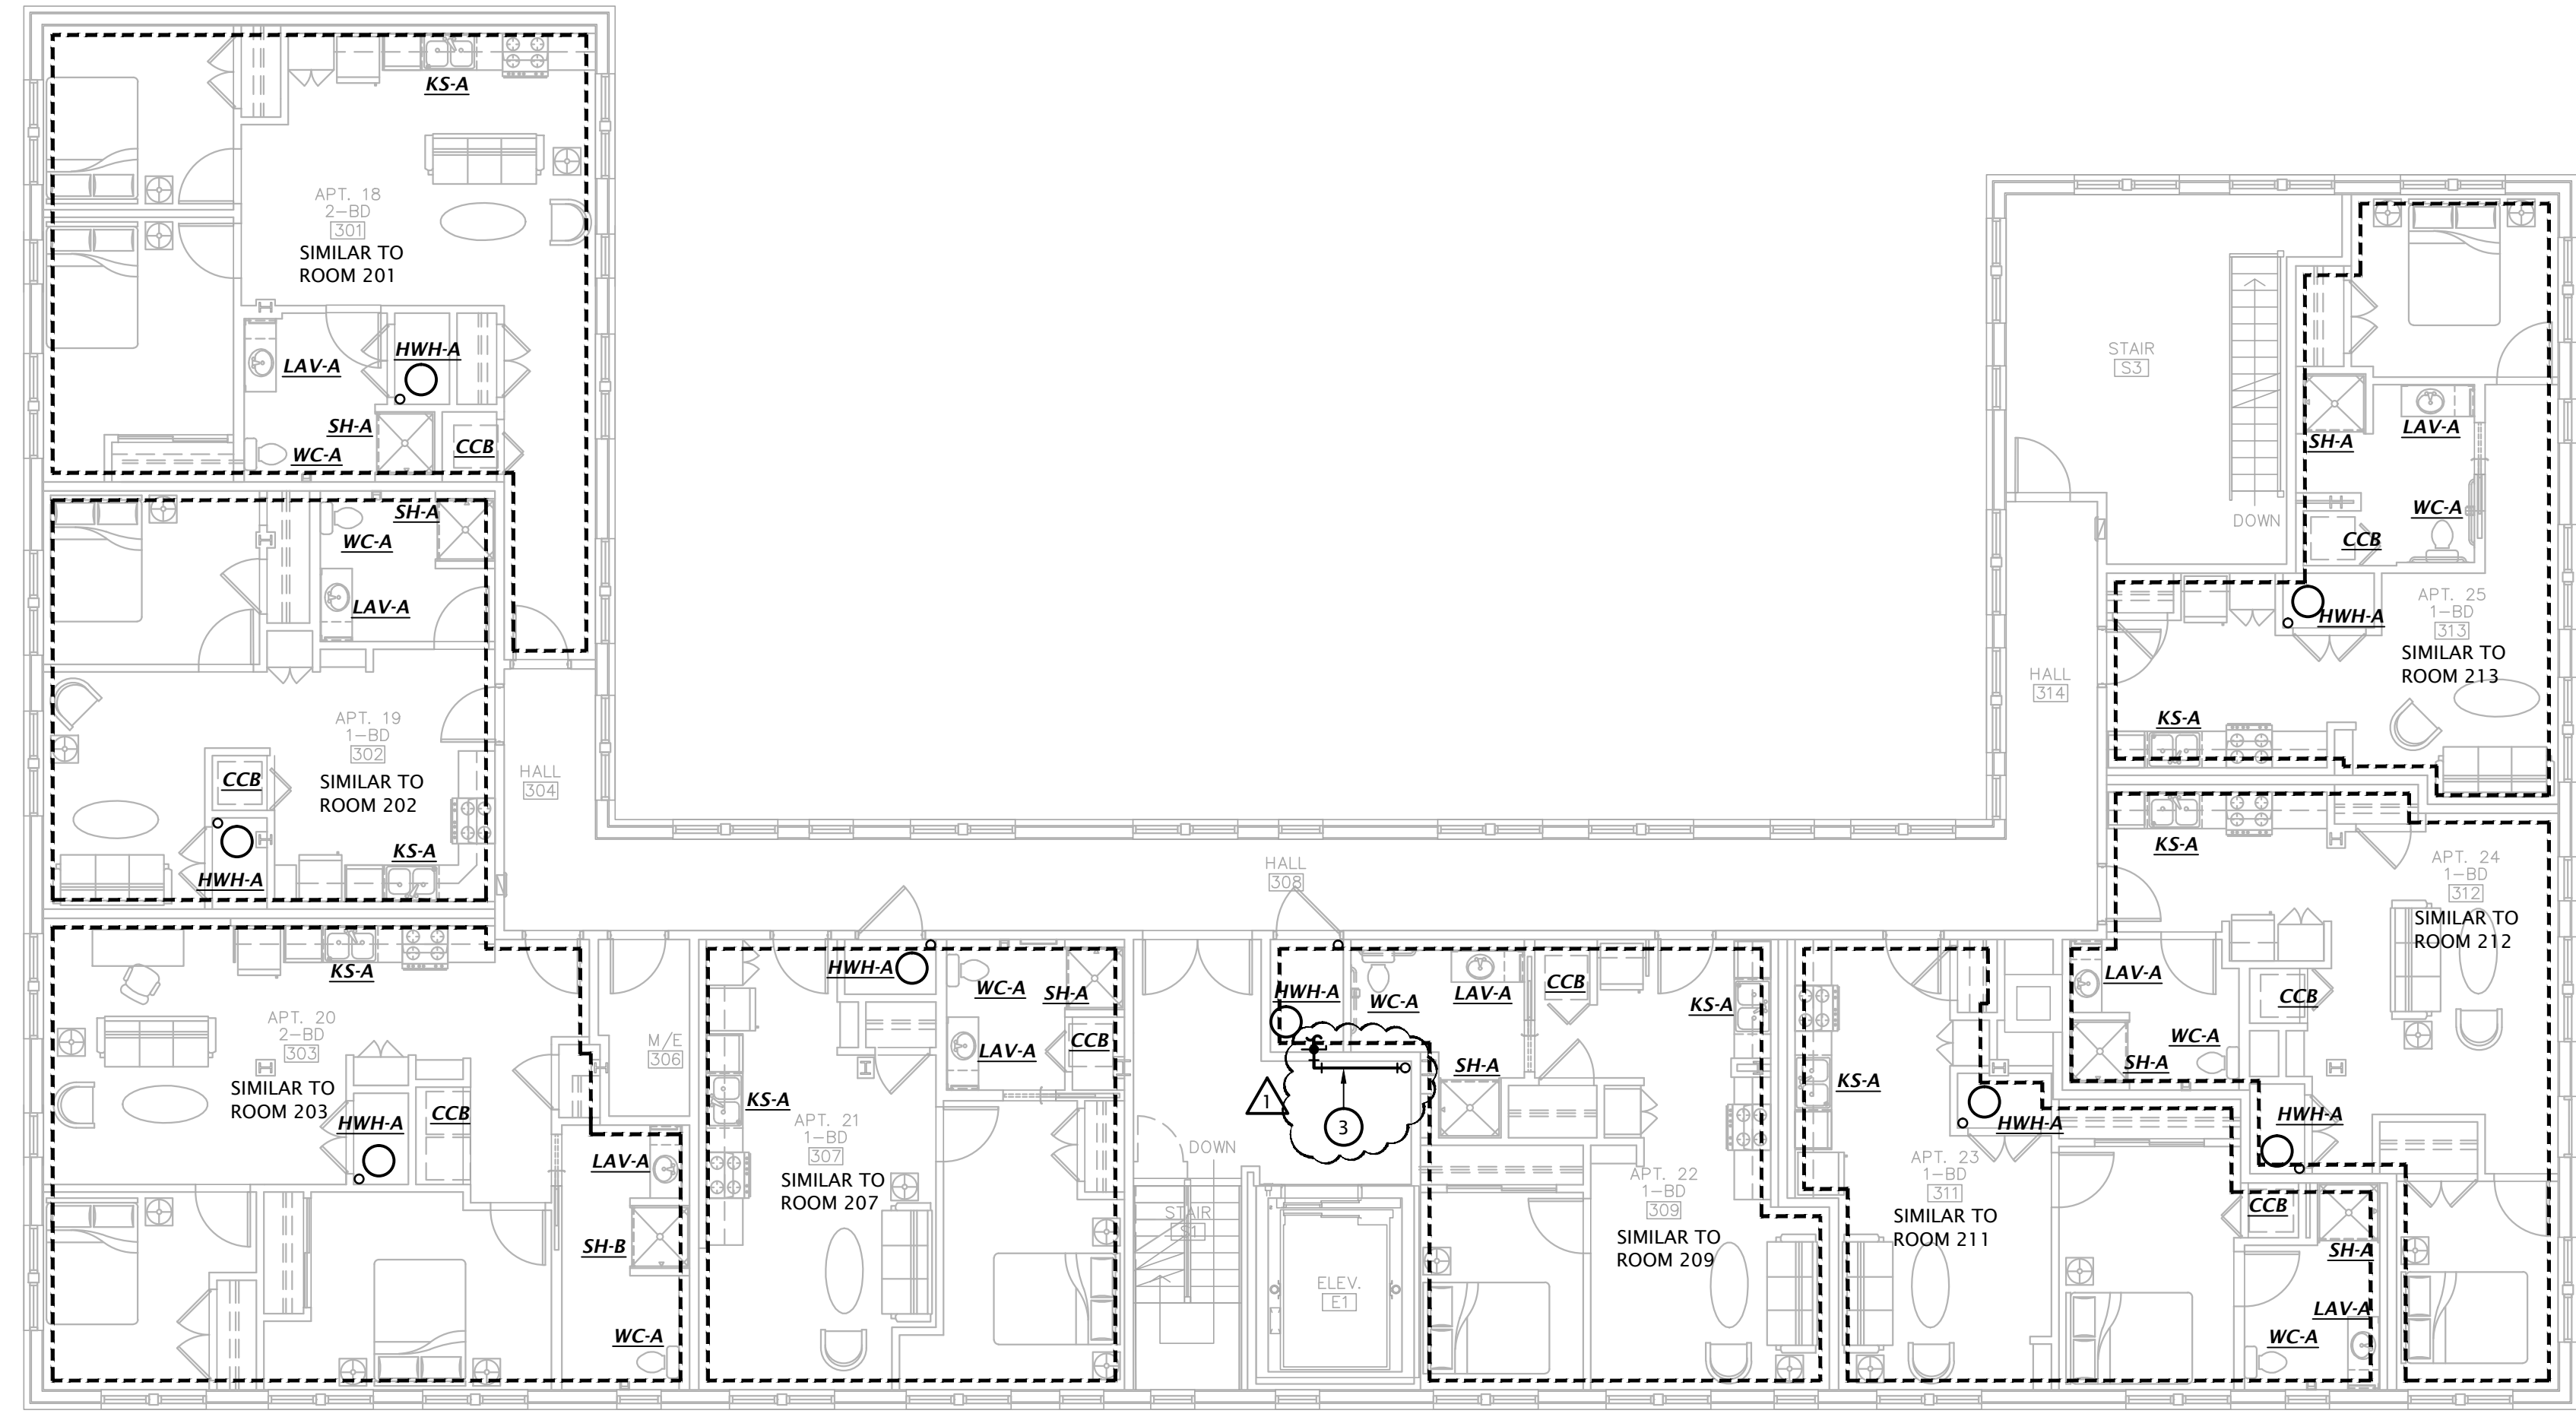 KS-A
APT. 18
2-BD
301
SIMILAR TO
ROOM 201
HWH-A
LAV-A
SH-A
WC-A
CCB
SH-A
WC-A
LAV-A
APT. 19
1-BD
302
SIMILAR TO
ROOM 202
CCB
KS-A
HWH-A
HALL
304
KS-A
APT. 20
2-BD
303
SIMILAR TO
ROOM 203
HWH-A
CCB
LAV-A
SH-B
WC-A
M/E
306
HWH-A
WC-A
SH-A
LAV-A
CCB
KS-A
APT. 21
1-BD
307
SIMILAR TO
ROOM 207
HALL
308
DOWN
STAIR
S1
ELEV.
E1
1
3
HWH-A
WC-A
LAV-A
CCB
KS-A
SH-A
APT. 22
1-BD
309
SIMILAR TO
ROOM 209
KS-A
HWH-A
APT. 23
1-BD
311
SIMILAR TO
ROOM 211
CCB
SH-A
LAV-A
WC-A
STAIR
S3
DOWN
HALL
314
SH-A
LAV-A
WC-A
CCB
HWH-A
APT. 25
1-BD
313
SIMILAR TO
ROOM 213
KS-A
KS-A
APT. 24
1-BD
312
SIMILAR TO
ROOM 212
LAV-A
CCB
WC-A
SH-A
HWH-A